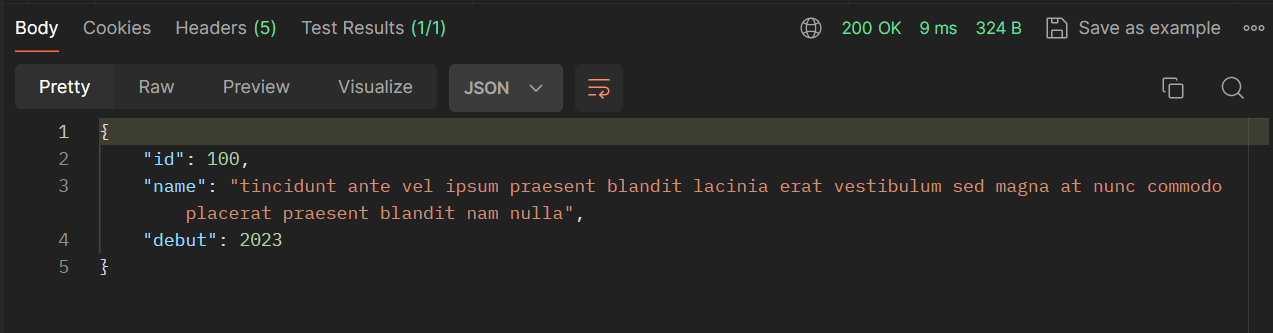 Body Cookies Headers (5) Test Results (1/1) 200 OK 9 ms 324 B Save as example
Pretty Raw Preview Visualize JSON
1 {
2 "id": 100,
3 "name": "tincidunt ante vel ipsum praesent blandit lacinia erat vestibulum sed magna at nunc commodo
placerat praesent blandit nam nulla",
4 "debut": 2023
5 }